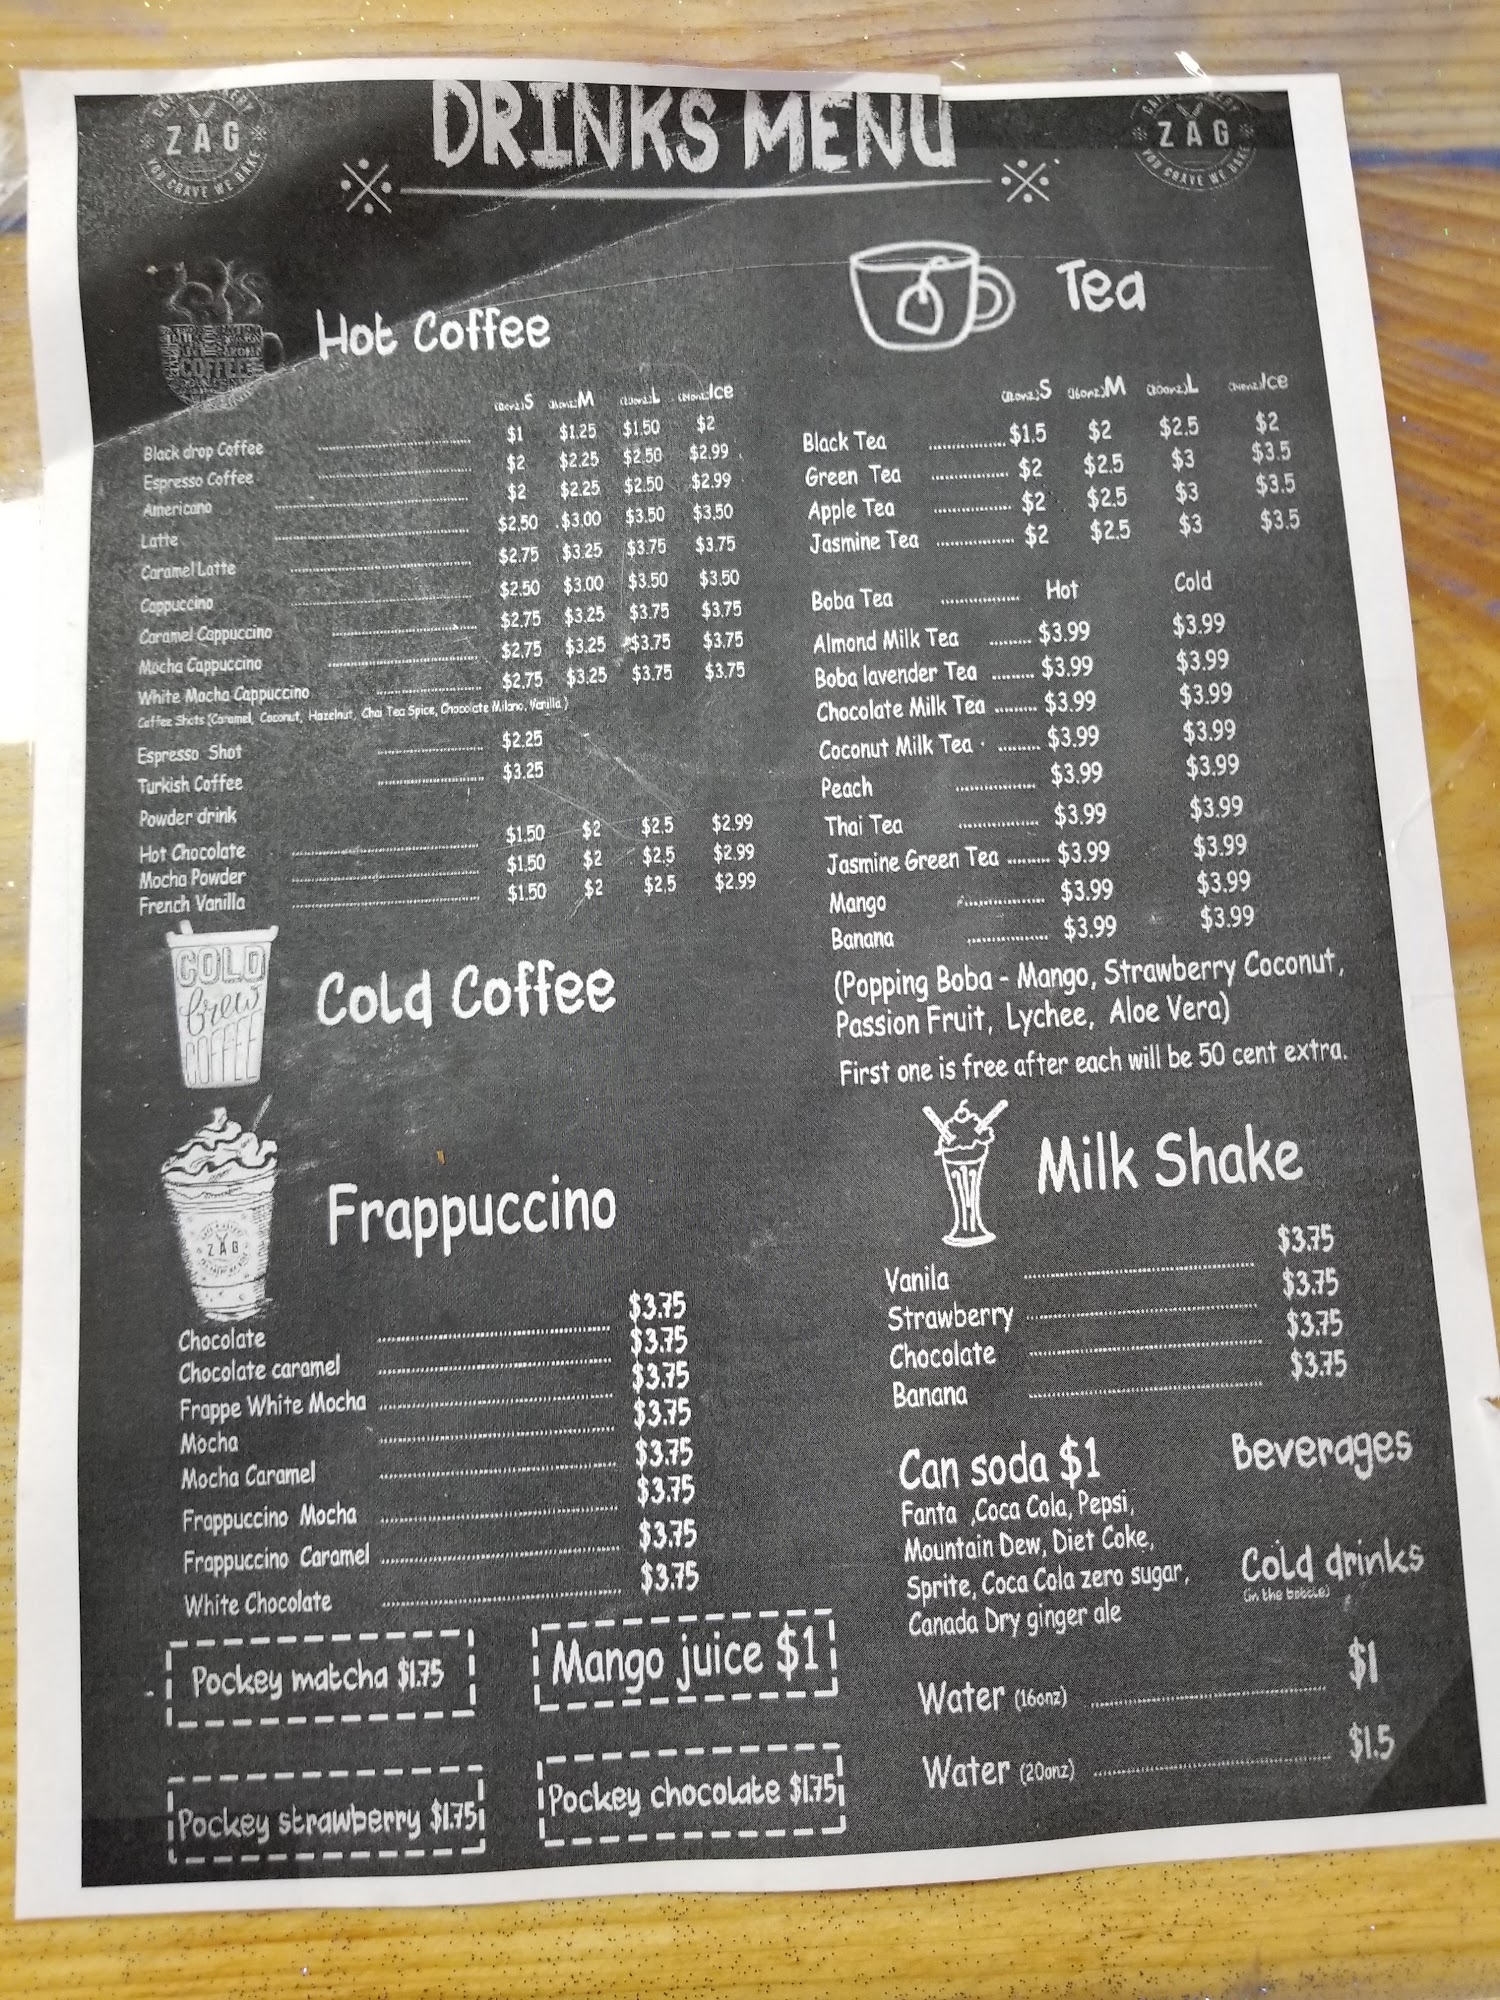 ZAG
YOU CRAVE WE BAKE
DRINKS MENU
ZAG
YOU CRAVE WE BAKE
COFFEE
Hot Coffee
S M L Ice
Black drop Coffee $1 $1.25 $1.50 $2
Espresso Coffee $2 $2.25 $2.50 $2.99
Americano $2 $2.25 $2.50 $2.99
Latte $2.50 $3.00 $3.50 $3.50
Caramel Latte $2.75 $3.25 $3.75 $3.75
Cappuccino $2.50 $3.00 $3.50 $3.50
Caramel Cappuccino $2.75 $3.25 $3.75 $3.75
Mocha Cappuccino $2.75 $3.25 $3.75 $3.75
White Macha Cappuccino $2.75 $3.25 $3.75 $3.75
Coffee Shots (Caramel, Coconut, Hazelnut, Chai Tea Spice, Chocolate Milano, Vanilla)
Espresso Shot $2.25
Turkish Coffee $3.25
Powder drink
Hot Chocolate $1.50 $2 $2.5 $2.99
Mocha Powder $1.50 $2 $2.5 $2.99
French Vanilla $1.50 $2 $2.5 $2.99
COLD
brew
COFFEE
Cold Coffee
ZAG
Frappuccino
Chocolate $3.75
Chocolate caramel $3.75
Frappe White Mocha $3.75
Mocha $3.75
Mocha Caramel $3.75
Frappuccino Mocha $3.75
Frappuccino Caramel $3.75
White Chocolate $3.75
Pockey matcha $1.75
Mango juice $1
Pockey strawberry $1.75
Pockey chocolate $1.75
Tea
S (16onz)M (20onz)L Ice
Black Tea $1.5 $2 $2.5 $2
Green Tea $2 $2.5 $3 $3.5
Apple Tea $2 $2.5 $3 $3.5
Jasmine Tea $2 $2.5 $3 $3.5
Boba Tea Hot Cold
Almond Milk Tea $3.99 $3.99
Boba lavender Tea $3.99 $3.99
Chocolate Milk Tea $3.99 $3.99
Coconut Milk Tea $3.99 $3.99
Peach $3.99 $3.99
Thai Tea $3.99 $3.99
Jasmine Green Tea $3.99 $3.99
Mango $3.99 $3.99
Banana $3.99 $3.99
(Popping Boba - Mango, Strawberry Coconut,
Passion Fruit, Lychee, Aloe Vera)
First one is free after each will be 50 cent extra.
Milk Shake
Vanila $3.75
Strawberry $3.75
Chocolate $3.75
Banana $3.75
Can soda $1
Fanta ,Coca Cola, Pepsi,
Mountain Dew, Diet Coke,
Sprite, Coca Cola zero sugar,
Canada Dry ginger ale
Beverages
Cold drinks
(in the bottle)
Water (16onz) $1
Water (20onz) $1.5